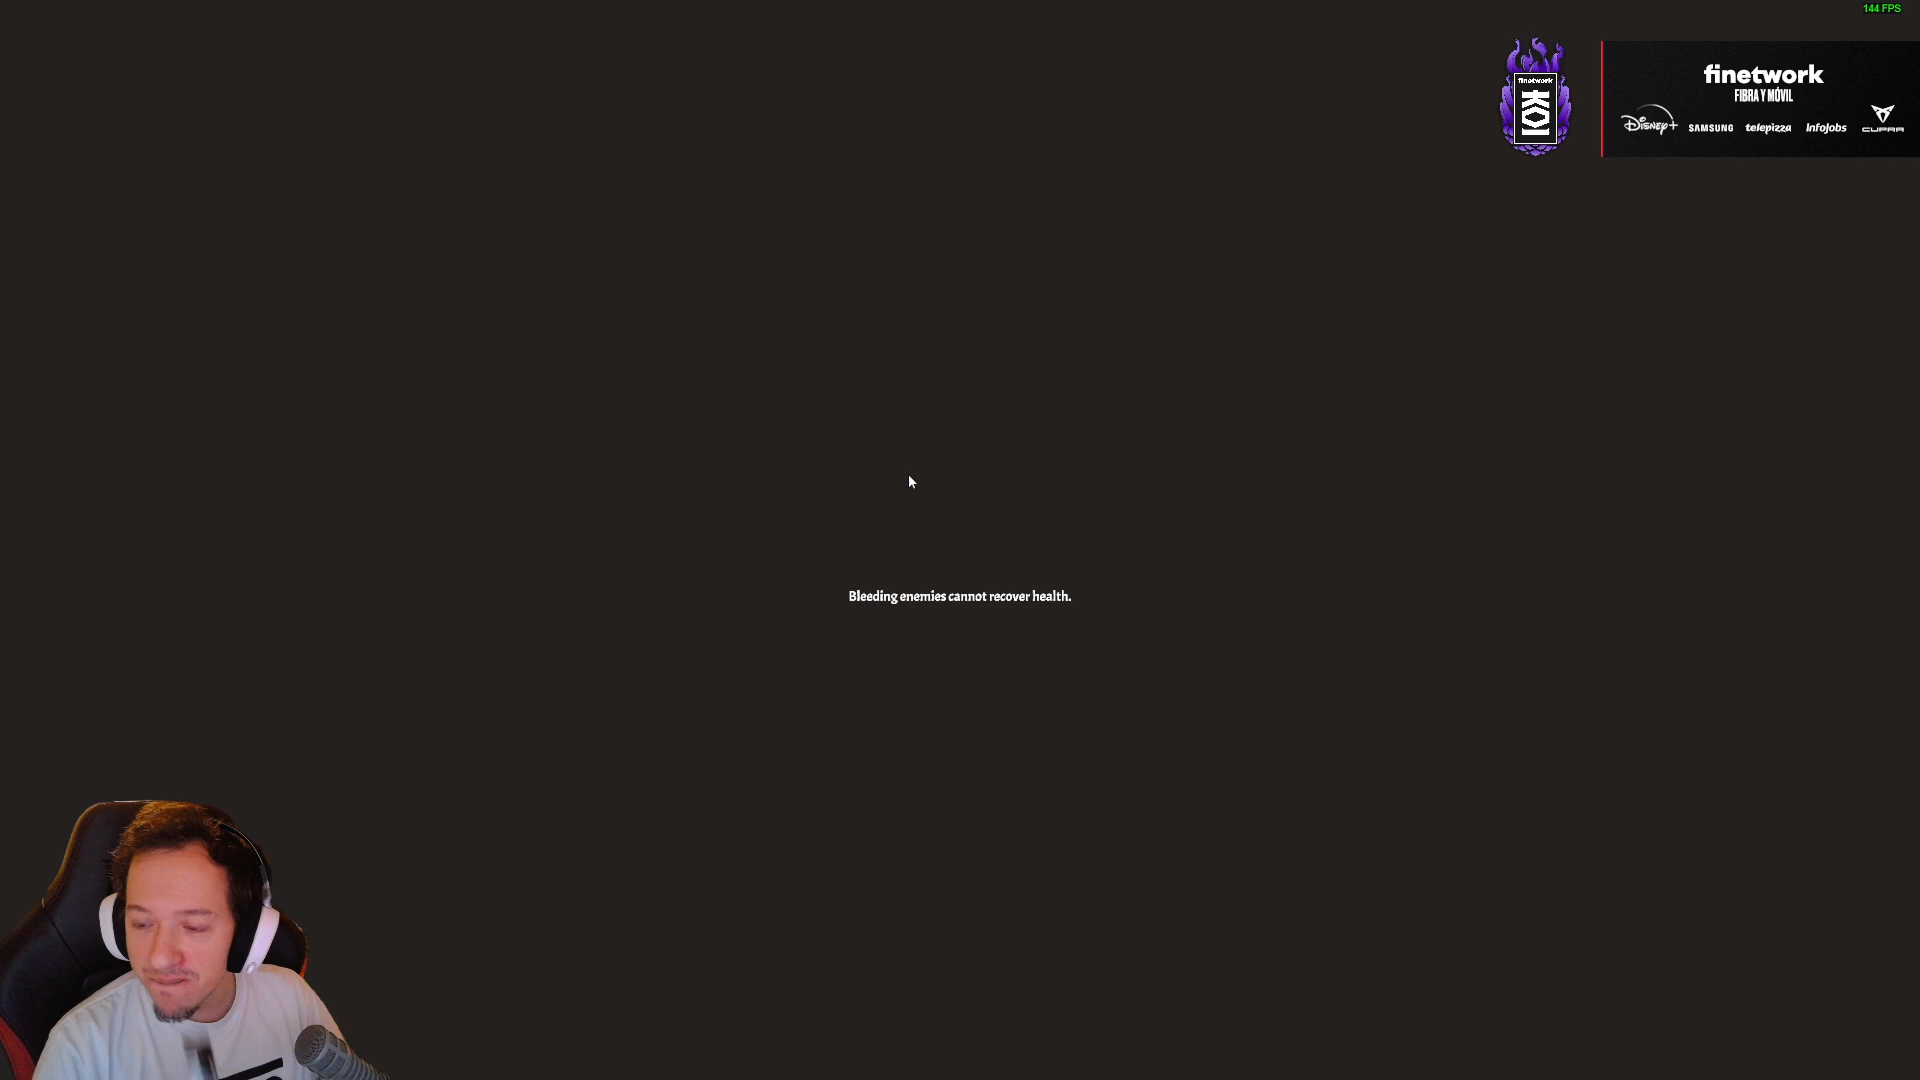 144 FPS
finetwork
KOI
finetwork
FIBRA Y MÓVIL
Disney+ SAMSUNG telepizza InfoJobs CUPRA
Bleeding enemies cannot recover health.